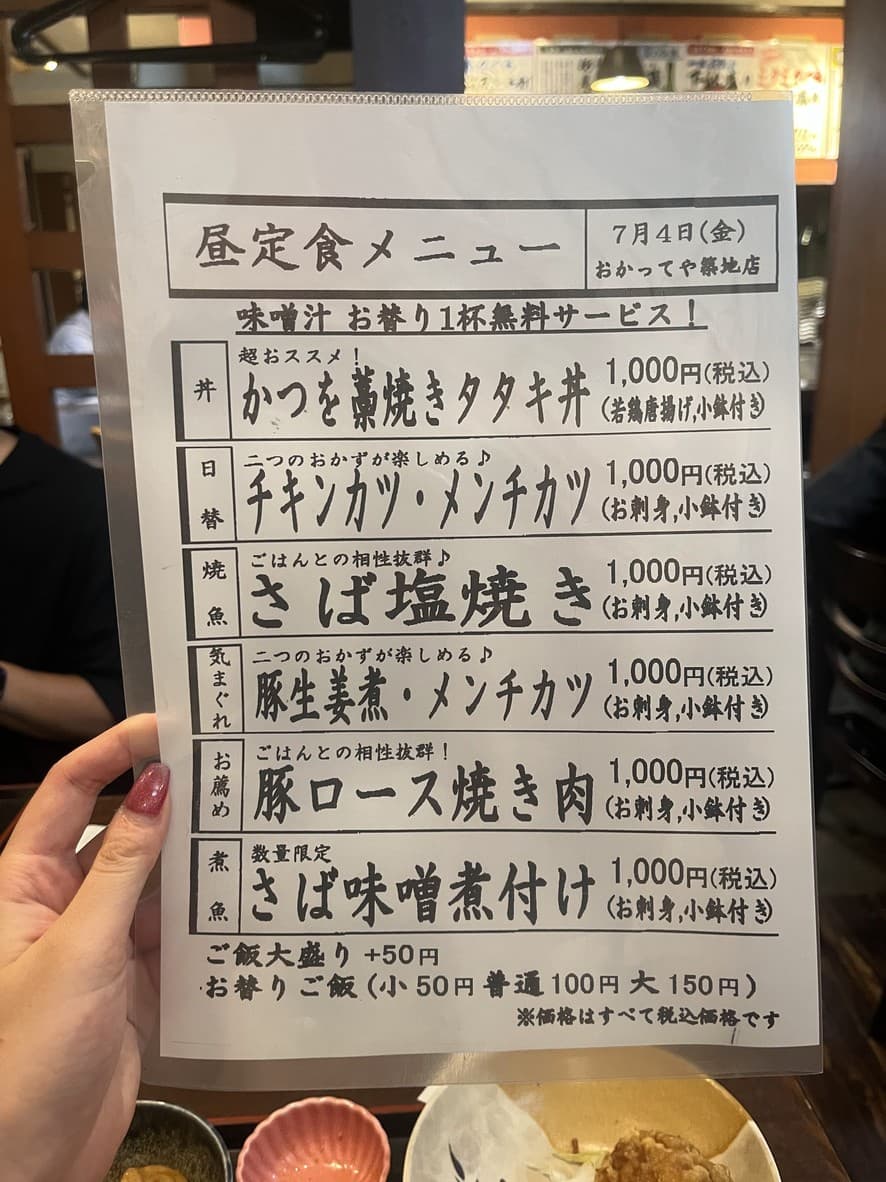 昼定食メニュー
7月4日(金)
おかってや築地店
味噌汁 お替り1杯無料サービス!
丼
超おススメ!
かつを藁焼きタタキ丼
1,000円(税込)
(若鶏唐揚げ,小鉢付き)
日替
二つのおかずが楽しめる♪
チキンカツ・メンチカツ
1,000円(税込)
(お刺身,小鉢付き)
焼魚
ごはんとの相性抜群♪
さば塩焼き
1,000円(税込)
(お刺身,小鉢付き)
気まぐれ
二つのおかずが楽しめる♪
豚生姜煮・メンチカツ
1,000円(税込)
(お刺身,小鉢付き)
お薦め
ごはんとの相性抜群!
豚ロース焼き肉
1,000円(税込)
(お刺身,小鉢付き)
煮魚
数量限定
さば味噌煮付け
1,000円(税込)
(お刺身,小鉢付き)
ご飯大盛り +50円
お替りご飯(小 50円 普通 100円 大 150円)
※価格はすべて税込価格です